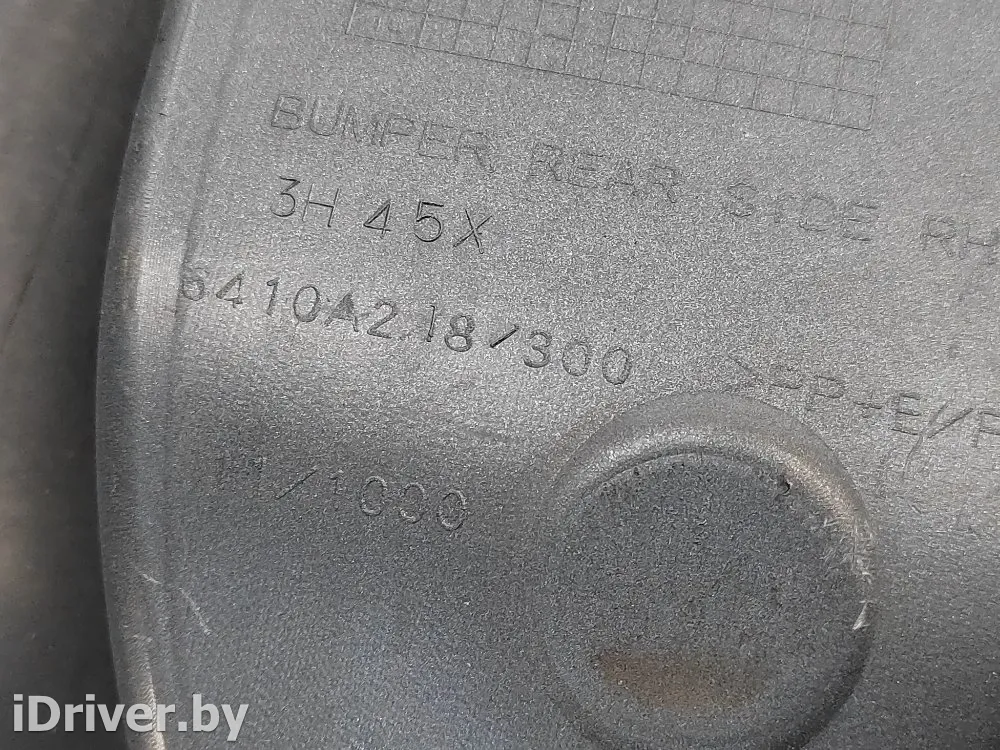 BUMPER REAR SIDE RH
3H 45X
6410A218/300
>PP+E/P
/1000
iDriver.by